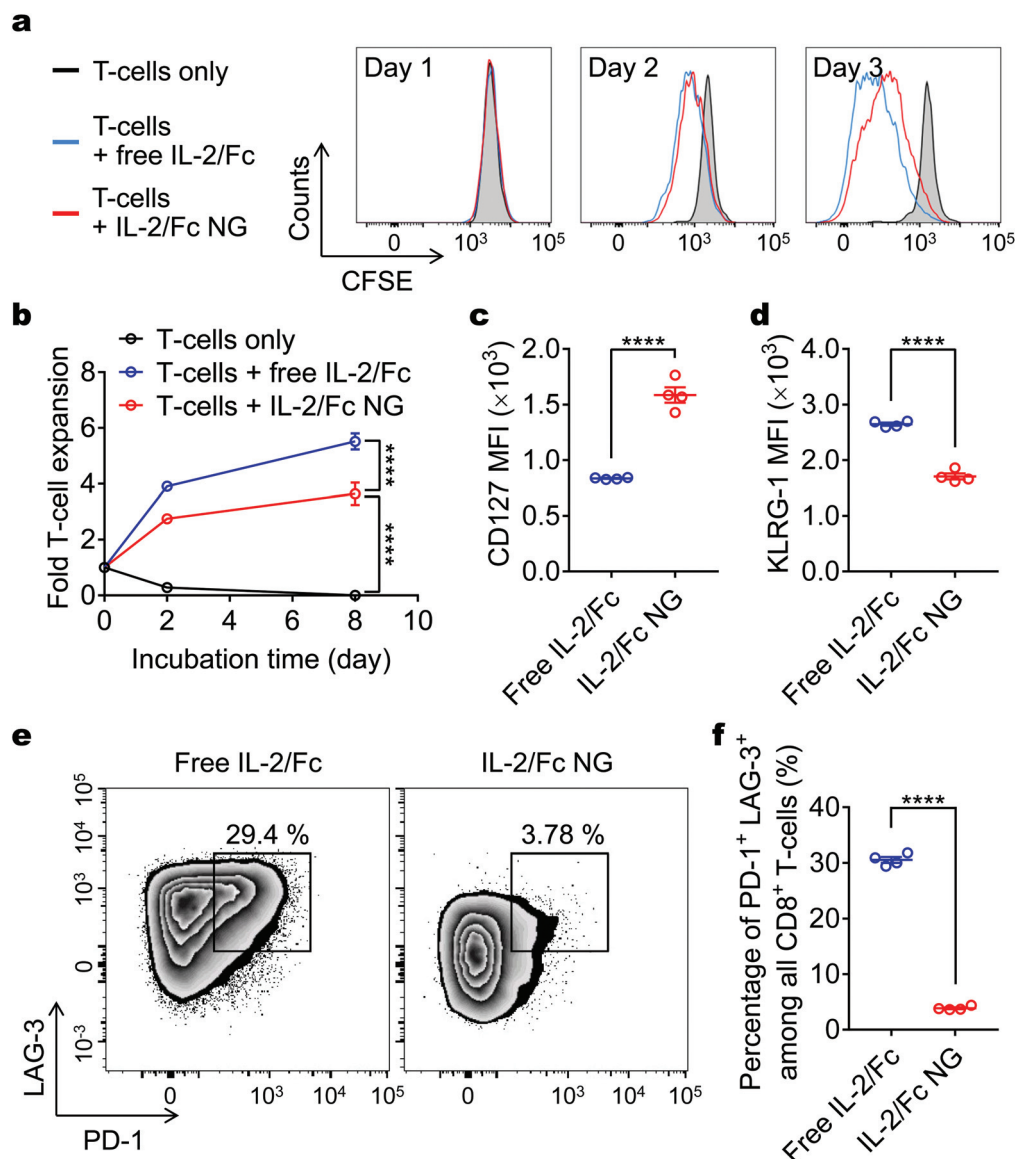 a
T-cells only
T-cells
+ free IL-2/Fc
T-cells
+ IL-2/Fc NG
Counts
CFSE
Day 1
0 10³ 10⁵
Day 2
0 10³ 10⁵
Day 3
0 10³ 10⁵
b
T-cells only
T-cells + free IL-2/Fc
T-cells + IL-2/Fc NG
Fold T-cell expansion
8
6
4
2
0
0 2 4 6 8 10
Incubation time (day)
****
****
c
CD127 MFI (×10³)
2.0
1.5
1.0
0.5
0.0
****
Free IL-2/Fc
IL-2/Fc NG
d
KLRG-1 MFI (×10³)
4.0
3.0
2.0
1.0
0.0
****
Free IL-2/Fc
IL-2/Fc NG
e
Free IL-2/Fc
IL-2/Fc NG
10⁵
10⁴
10³
0
10⁻³
29.4 %
3.78 %
0 10³ 10⁴ 10⁵
0 10³ 10⁴ 10⁵
LAG-3
PD-1
f
Percentage of PD-1⁺ LAG-3⁺
among all CD8⁺ T-cells (%)
40
30
20
10
0
****
Free IL-2/Fc
IL-2/Fc NG